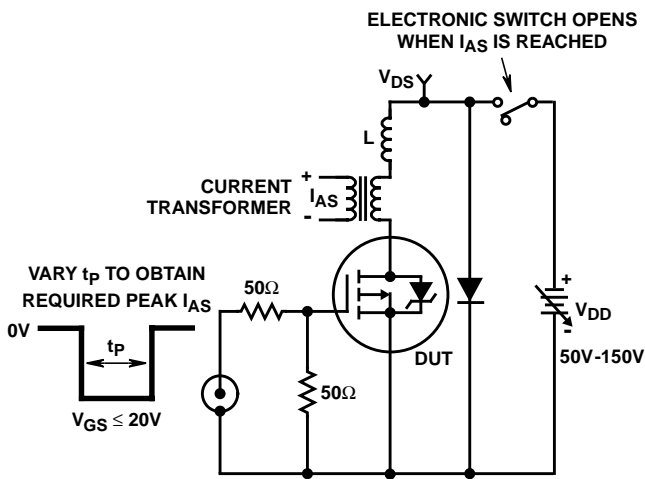 ELECTRONIC SWITCH OPENS
WHEN IAS IS REACHED
VDS
L
CURRENT
TRANSFORMER
+
IAS
-
VARY tP TO OBTAIN
REQUIRED PEAK IAS
0V
tP
VGS ≤ 20V
50Ω
50Ω
DUT
+
VDD
-
50V-150V